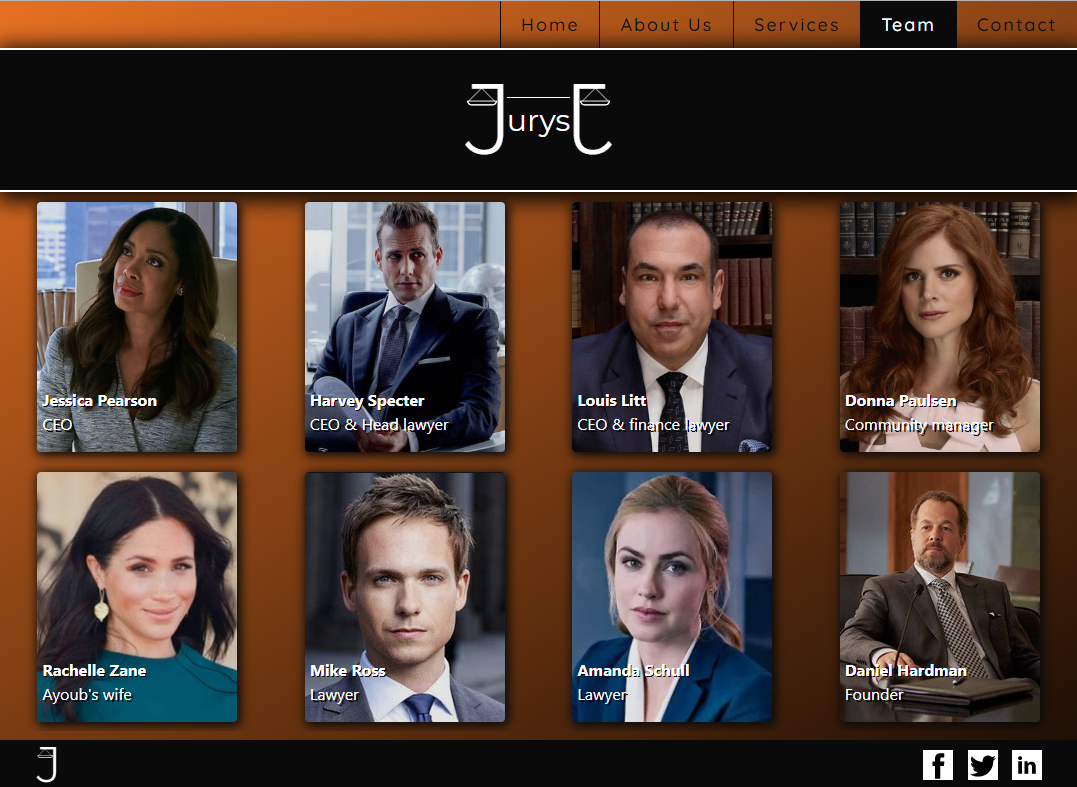 Home
About Us
Services
Team
Contact
Juryst
Jessica Pearson
CEO
Harvey Specter
CEO & Head lawyer
Louis Litt
CEO & finance lawyer
Donna Paulsen
Community manager
Rachelle Zane
Ayoub's wife
Mike Ross
Lawyer
Amanda Schull
Lawyer
Daniel Hardman
Founder
J
f
in